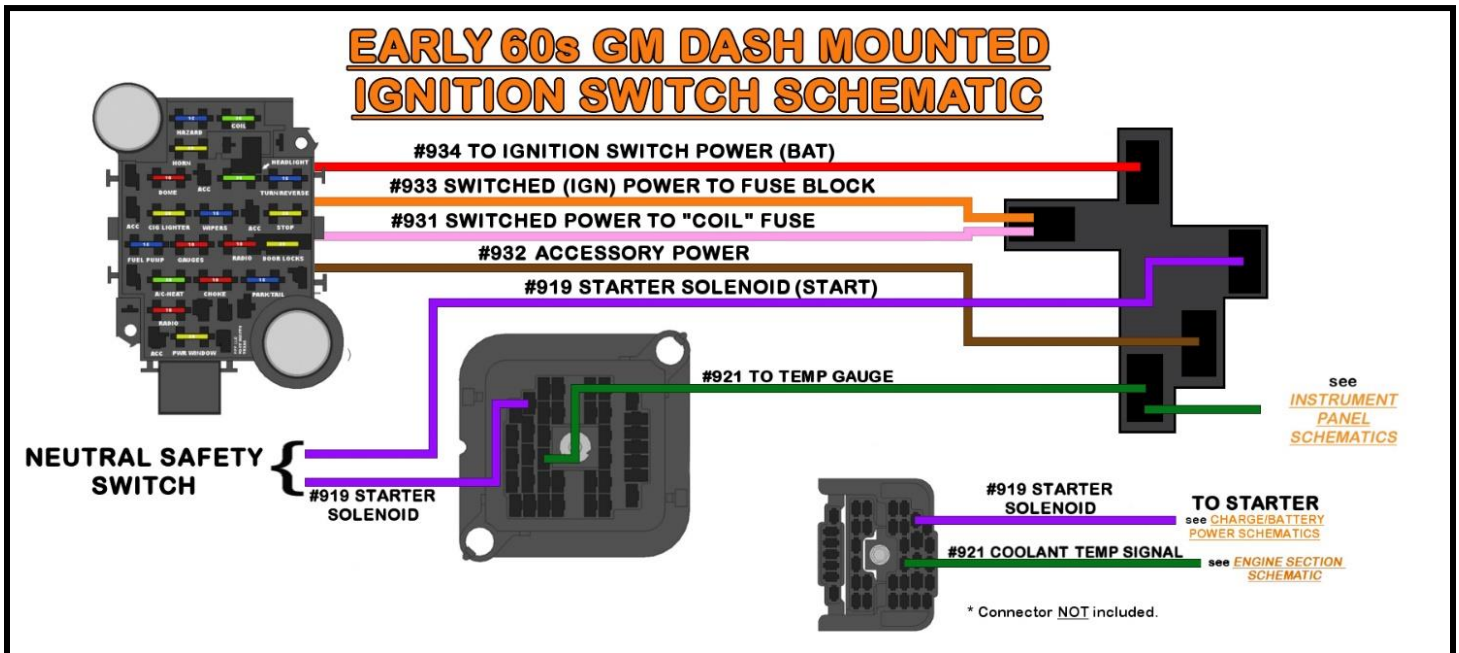 EARLY 60s GM DASH MOUNTED
IGNITION SWITCH SCHEMATIC
HAZARD
COIL
HORN
HEADLIGHT
DOME
ACC
TURN/REVERSE
ACC
CIG LIGHTER
WIPERS
ACC
STOP
FUEL PUMP
GAUGES
RADIO
DOOR LOCKS
A/C-HEAT
CHOKE
PARK/TAIL
RADIO
ACC
PWR WINDOW
#934 TO IGNITION SWITCH POWER (BAT)
#933 SWITCHED (IGN) POWER TO FUSE BLOCK
#931 SWITCHED POWER TO "COIL" FUSE
#932 ACCESSORY POWER
#919 STARTER SOLENOID (START)
#921 TO TEMP GAUGE
see
INSTRUMENT
PANEL
SCHEMATICS
NEUTRAL SAFETY
SWITCH
{
#919 STARTER
SOLENOID
#919 STARTER
SOLENOID
TO STARTER
see CHARGE/BATTERY
POWER SCHEMATICS
#921 COOLANT TEMP SIGNAL
see ENGINE SECTION
SCHEMATIC
* Connector NOT included.